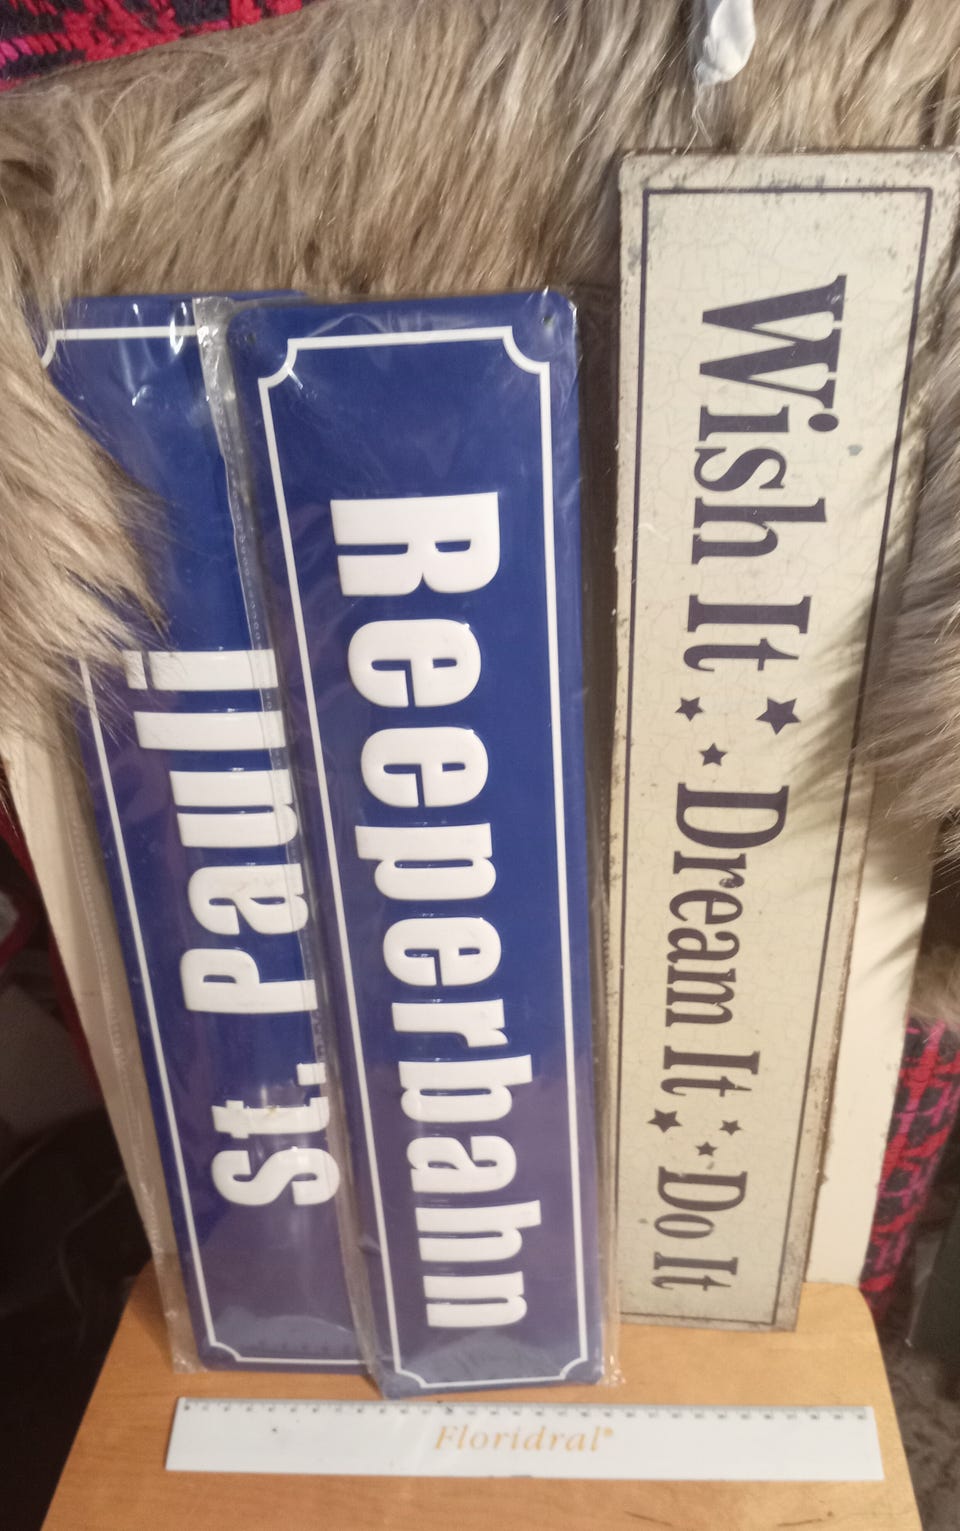 St. Pauli
Reeperbahn
Wish It Dream It Do It
Floridral®